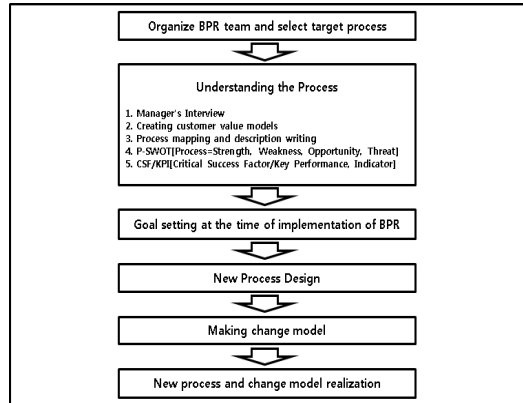 Organize BPR team and select target process
Understanding the Process
1. Manager's Interview
2. Creating customer value models
3. Process mapping and description writing
4. P-SWOT[Process=Strength, Weakness, Opportunity, Threat]
5. CSF/KPI[Critical Success Factor/Key Performance, Indicator]
Goal setting at the time of implementation of BPR
New Process Design
Making change model
New process and change model realization